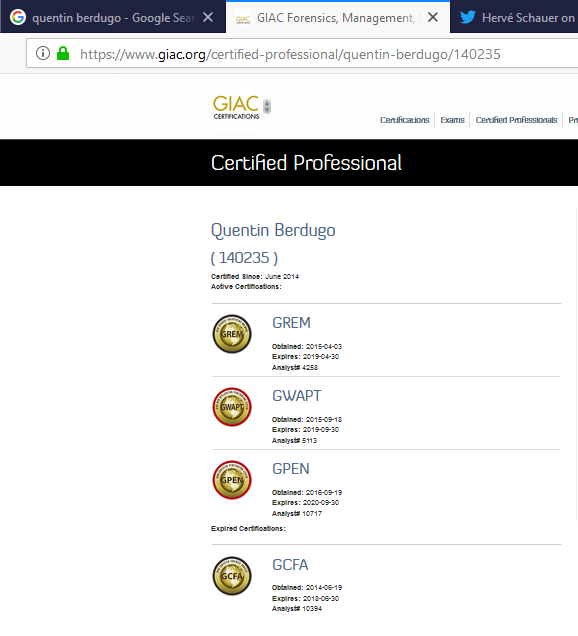 quentin berdugo - Google Sear
GIAC Forensics, Management,
Hervé Schauer on
https://www.giac.org/certified-professional/quentin-berdugo/140235
GIAC
CERTIFICATIONS
Certifications
Exams
Certified Professionals
Pr
Certified Professional
Quentin Berdugo
( 140235 )
Certified Since: June 2014
Active Certifications:
GREM
GREM
Obtained: 2015-04-03
Expires: 2019-04-30
Analyst# 4258
GWAPT
GWAPT
Obtained: 2015-09-18
Expires: 2019-09-30
Analyst# 5113
GPEN
GPEN
Obtained: 2016-09-19
Expires: 2020-09-30
Analyst# 10717
Expired Certifications:
GCFA
GCFA
Obtained: 2014-06-19
Expires: 2018-06-30
Analyst# 10394